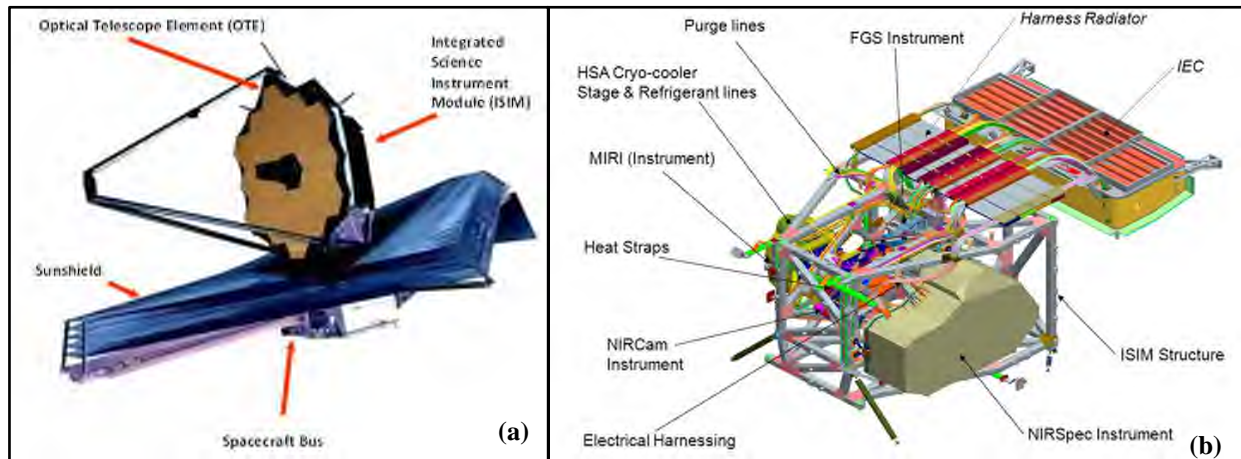 Optical Telescope Element (OTE)
Integrated
Science
Instrument
Module (ISIM)
Sunshield
Spacecraft Bus
(a)
Purge lines
Harness Radiator
FGS Instrument
IEC
HSA Cryo-cooler
Stage & Refrigerant lines
MIRI (Instrument)
Heat Straps
NIRCam
Instrument
ISIM Structure
Electrical Harnessing
NIRSpec Instrument
(b)